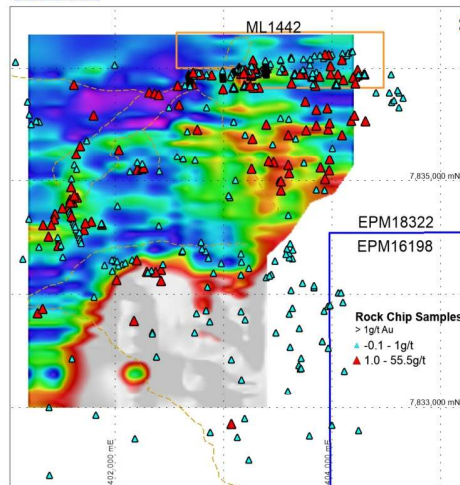 ML1442
7,835,000 mN
EPM18322
EPM16198
Rock Chip Samples
> 1g/t Au
-0.1 - 1g/t
1.0 - 55.5g/t
7,833,000 mN
402,000 mE
404,000 mE